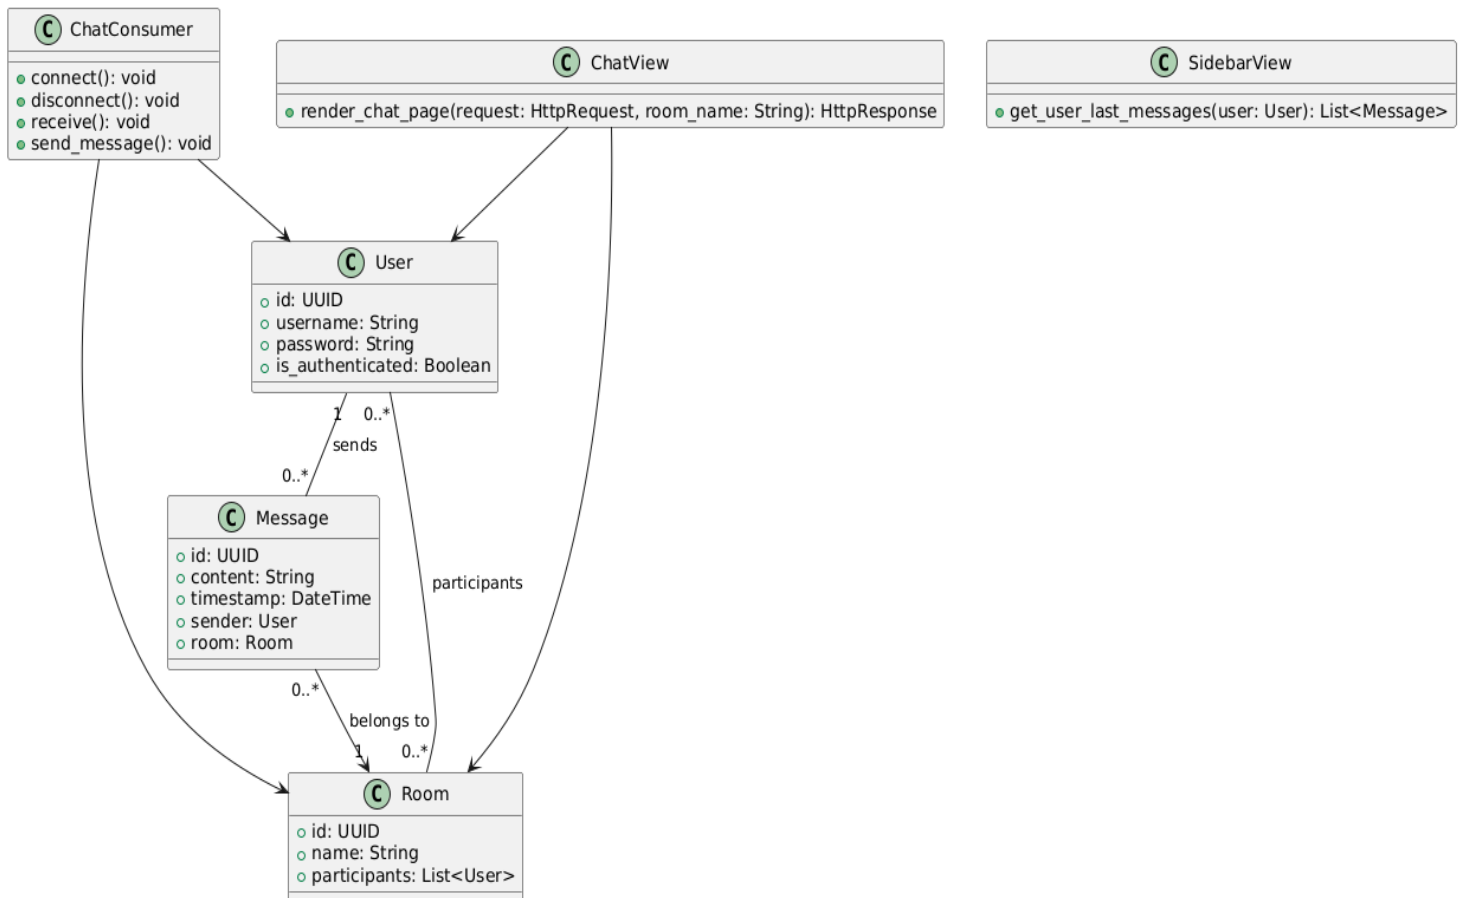 C ChatConsumer
connect(): void
disconnect(): void
receive(): void
send_message(): void
C ChatView
render_chat_page(request: HttpRequest, room_name: String): HttpResponse
C SidebarView
get_user_last_messages(user: User): List<Message>
C User
id: UUID
username: String
password: String
is_authenticated: Boolean
1
0..*
sends
0..*
C Message
id: UUID
content: String
timestamp: DateTime
sender: User
room: Room
participants
0..*
belongs to
1
0..*
C Room
id: UUID
name: String
participants: List<User>